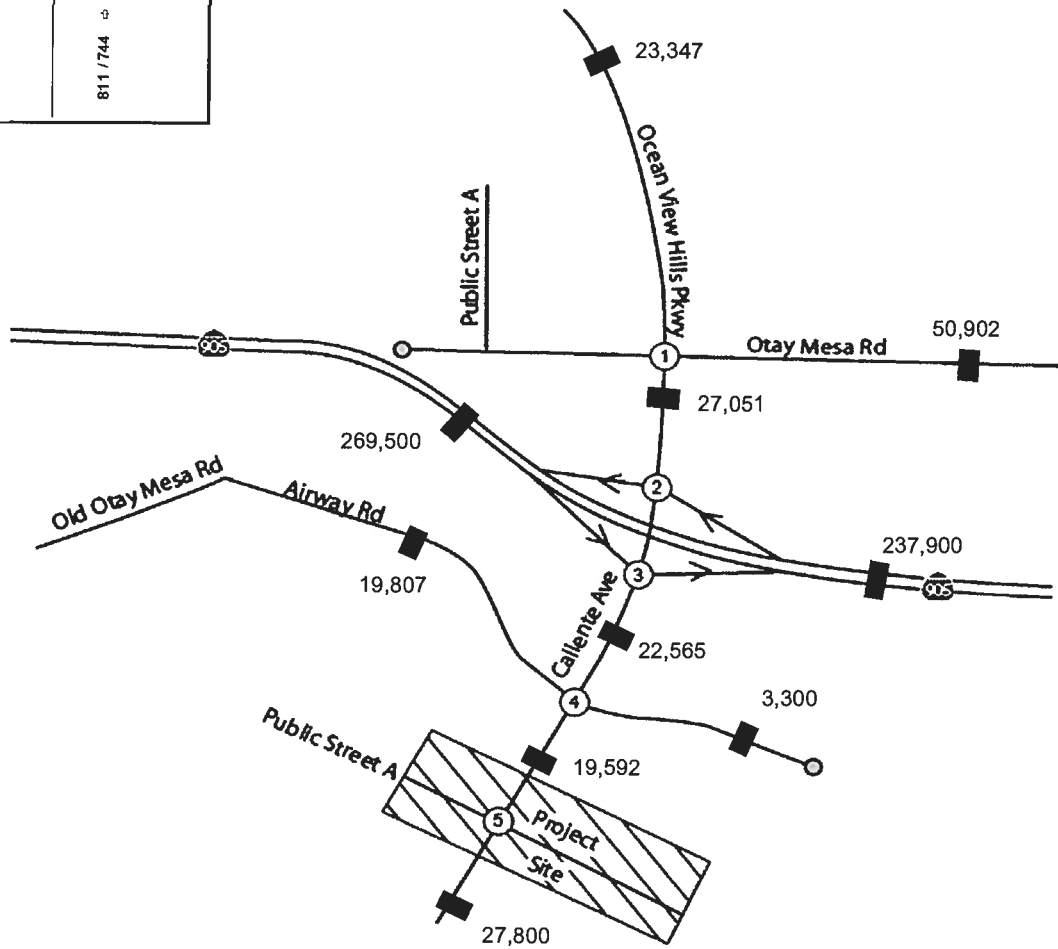 811 / 744 ⇨
23,347
Ocean View Hills Pkwy
Public Street A
50,902
Otay Mesa Rd
1
27,051
905
269,500
Old Otay Mesa Rd
Airway Rd
2
237,900
905
19,807
3
Caliente Ave
22,565
3,300
4
Public Street A
19,592
5
Project
Site
27,800